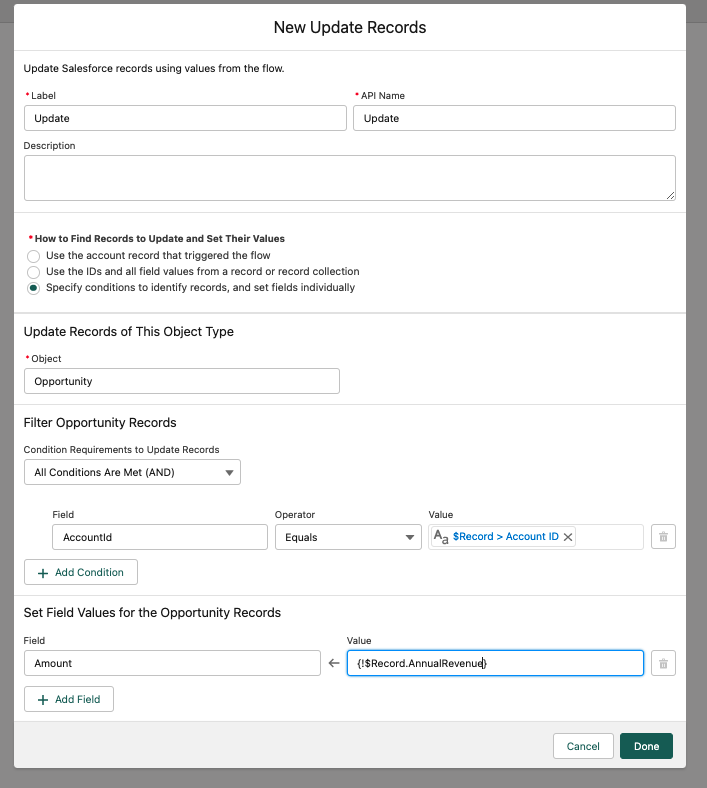 New Update Records
Update Salesforce records using values from the flow.
* Label
* API Name
Update
Update
Description
* How to Find Records to Update and Set Their Values
Use the account record that triggered the flow
Use the IDs and all field values from a record or record collection
Specify conditions to identify records, and set fields individually
Update Records of This Object Type
* Object
Opportunity
Filter Opportunity Records
Condition Requirements to Update Records
All Conditions Are Met (AND)
Field
Operator
Value
AccountId
Equals
Aa $Record > Account ID
+ Add Condition
Set Field Values for the Opportunity Records
Field
Value
Amount
{!$Record.AnnualRevenue}
+ Add Field
Cancel
Done